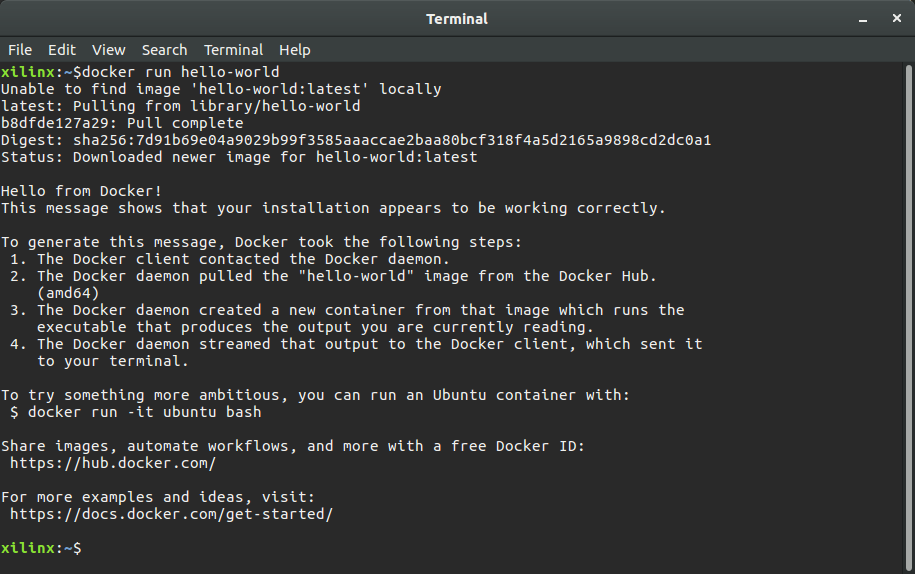 Terminal
File Edit View Search Terminal Help
xilinx:~$docker run hello-world
Unable to find image 'hello-world:latest' locally
latest: Pulling from library/hello-world
b8dfde127a29: Pull complete
Digest: sha256:7d91b69e04a9029b99f3585aaaccae2baa80bcf318f4a5d2165a9898cd2dc0a1
Status: Downloaded newer image for hello-world:latest

Hello from Docker!
This message shows that your installation appears to be working correctly.

To generate this message, Docker took the following steps:
 1. The Docker client contacted the Docker daemon.
 2. The Docker daemon pulled the "hello-world" image from the Docker Hub.
    (amd64)
 3. The Docker daemon created a new container from that image which runs the
    executable that produces the output you are currently reading.
 4. The Docker daemon streamed that output to the Docker client, which sent it
    to your terminal.

To try something more ambitious, you can run an Ubuntu container with:
 $ docker run -it ubuntu bash

Share images, automate workflows, and more with a free Docker ID:
 https://hub.docker.com/

For more examples and ideas, visit:
 https://docs.docker.com/get-started/

xilinx:~$